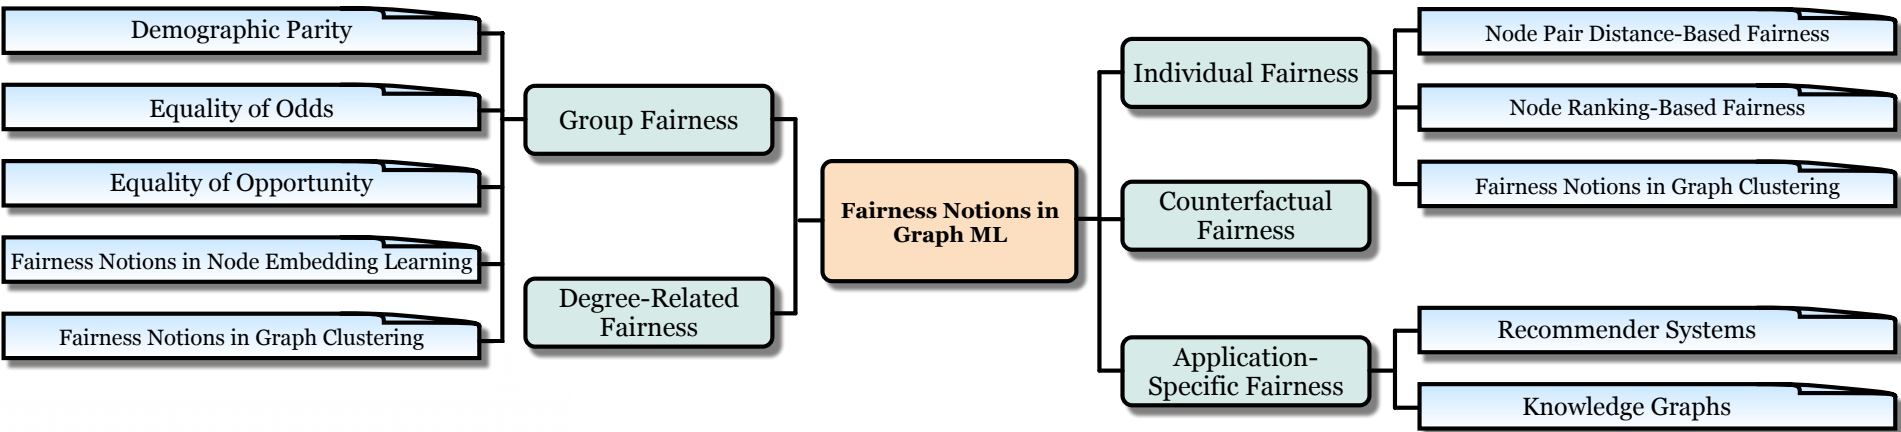 Demographic Parity
Equality of Odds
Equality of Opportunity
Fairness Notions in Node Embedding Learning
Fairness Notions in Graph Clustering
Group Fairness
Degree-Related
Fairness
Fairness Notions in
Graph ML
Individual Fairness
Counterfactual
Fairness
Application-
Specific Fairness
Node Pair Distance-Based Fairness
Node Ranking-Based Fairness
Fairness Notions in Graph Clustering
Recommender Systems
Knowledge Graphs